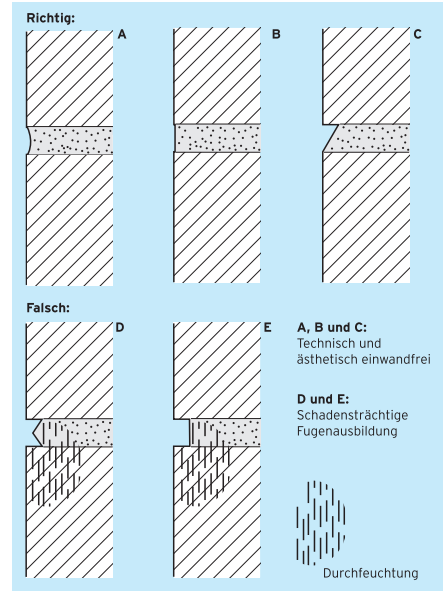 Richtig:
A
B
C
Falsch:
D
E
A, B und C:
Technisch und
ästhetisch einwandfrei
D und E:
Schadensträchtige
Fugenausbildung
Durchfeuchtung